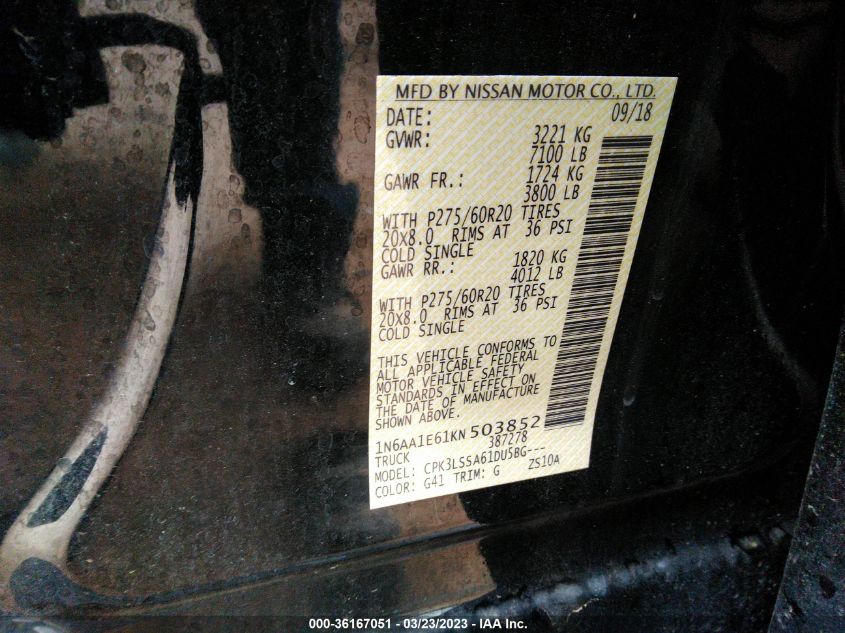 MFD BY NISSAN MOTOR CO., LTD.
DATE: 09/18
GVWR: 3221 KG
7100 LB
GAWR FR.: 1724 KG
3800 LB
WITH P275/60R20 TIRES
20X8.0 RIMS AT 36 PSI
COLD SINGLE
GAWR RR.: 1820 KG
4012 LB
WITH P275/60R20 TIRES
20X8.0 RIMS AT 36 PSI
COLD SINGLE
THIS VEHICLE CONFORMS TO
ALL APPLICABLE FEDERAL
MOTOR VEHICLE SAFETY
STANDARDS IN EFFECT ON
THE DATE OF MANUFACTURE
SHOWN ABOVE.
1N6AA1E61KN503852
TRUCK 387278
MODEL: CPK3LSSA61DU5BG---
COLOR: G41 TRIM: G ZS10A
000-36167051 - 03/23/2023 - IAA Inc.